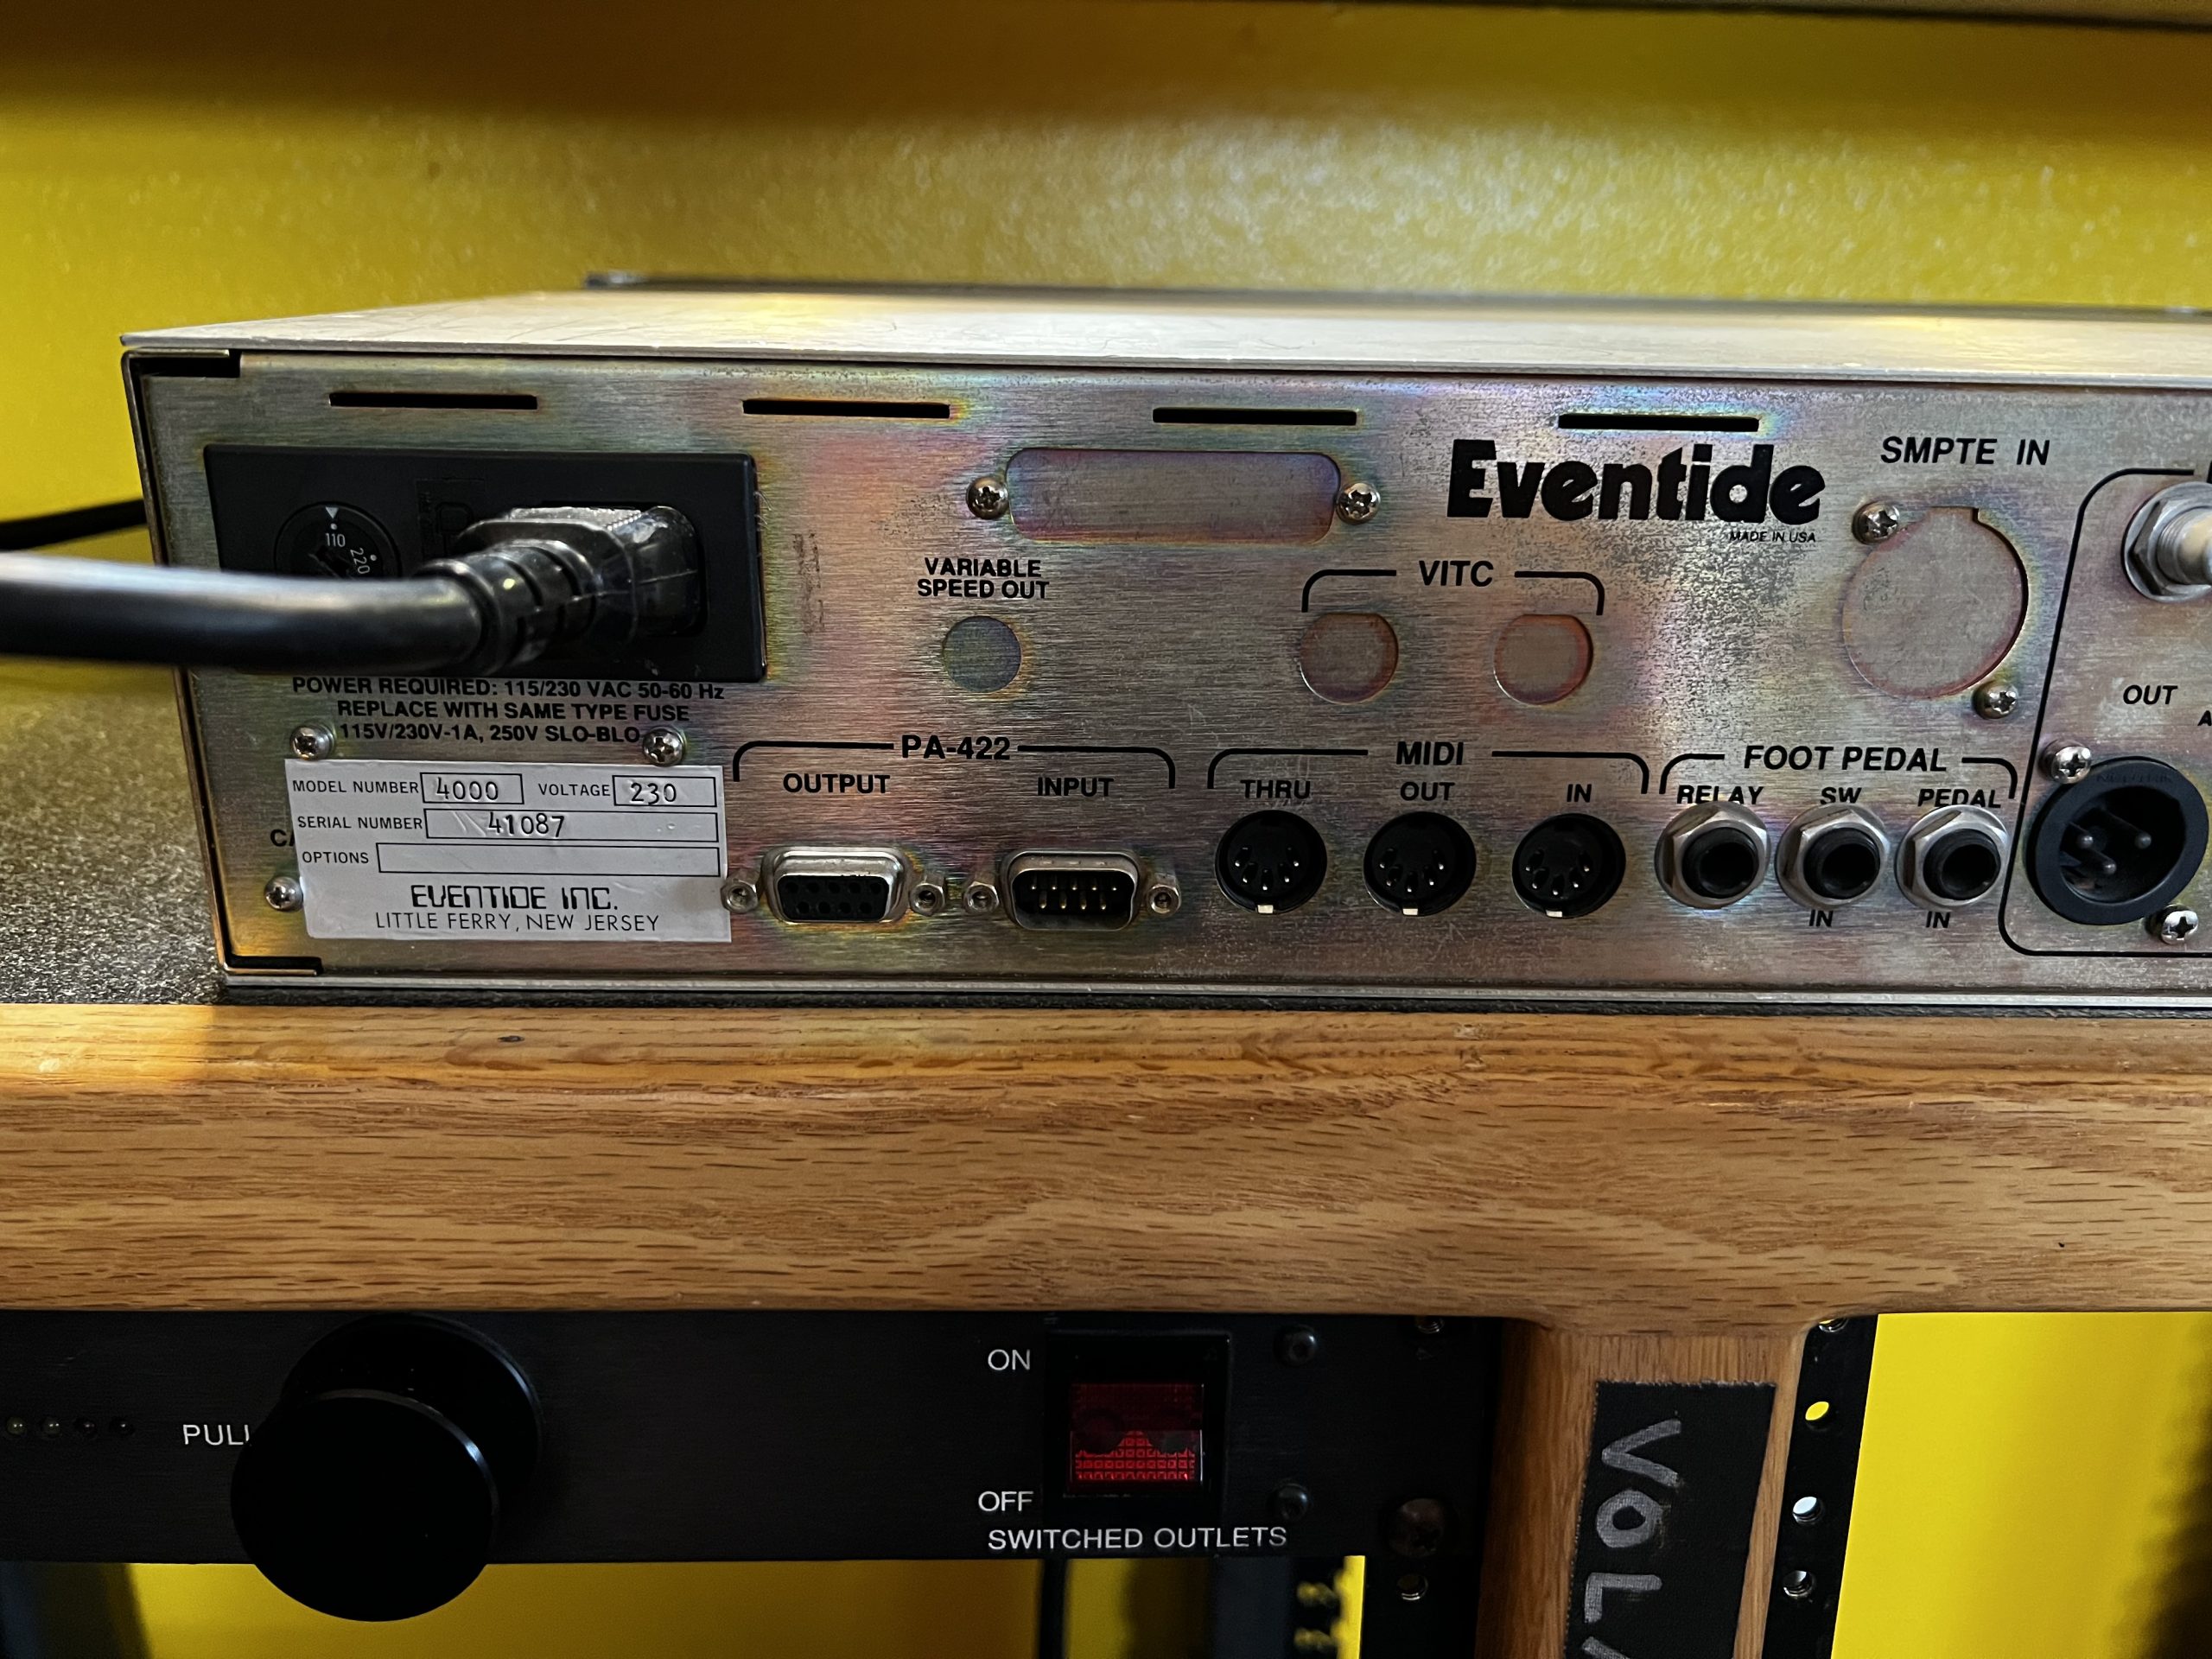 Eventide
MADE IN USA
SMPTE IN
110
220
VARIABLE
SPEED OUT
VITC
POWER REQUIRED: 115/230 VAC 50-60 Hz
REPLACE WITH SAME TYPE FUSE
115V/230V-1A, 250V SLO-BLO
OUT
PA-422
OUTPUT INPUT
MIDI
THRU OUT IN
FOOT PEDAL
RELAY SW PEDAL
IN IN
MODEL NUMBER 4000 VOLTAGE 230
SERIAL NUMBER 41087
OPTIONS
EVENTIDE INC.
LITTLE FERRY, NEW JERSEY
PULL
ON
OFF
SWITCHED OUTLETS